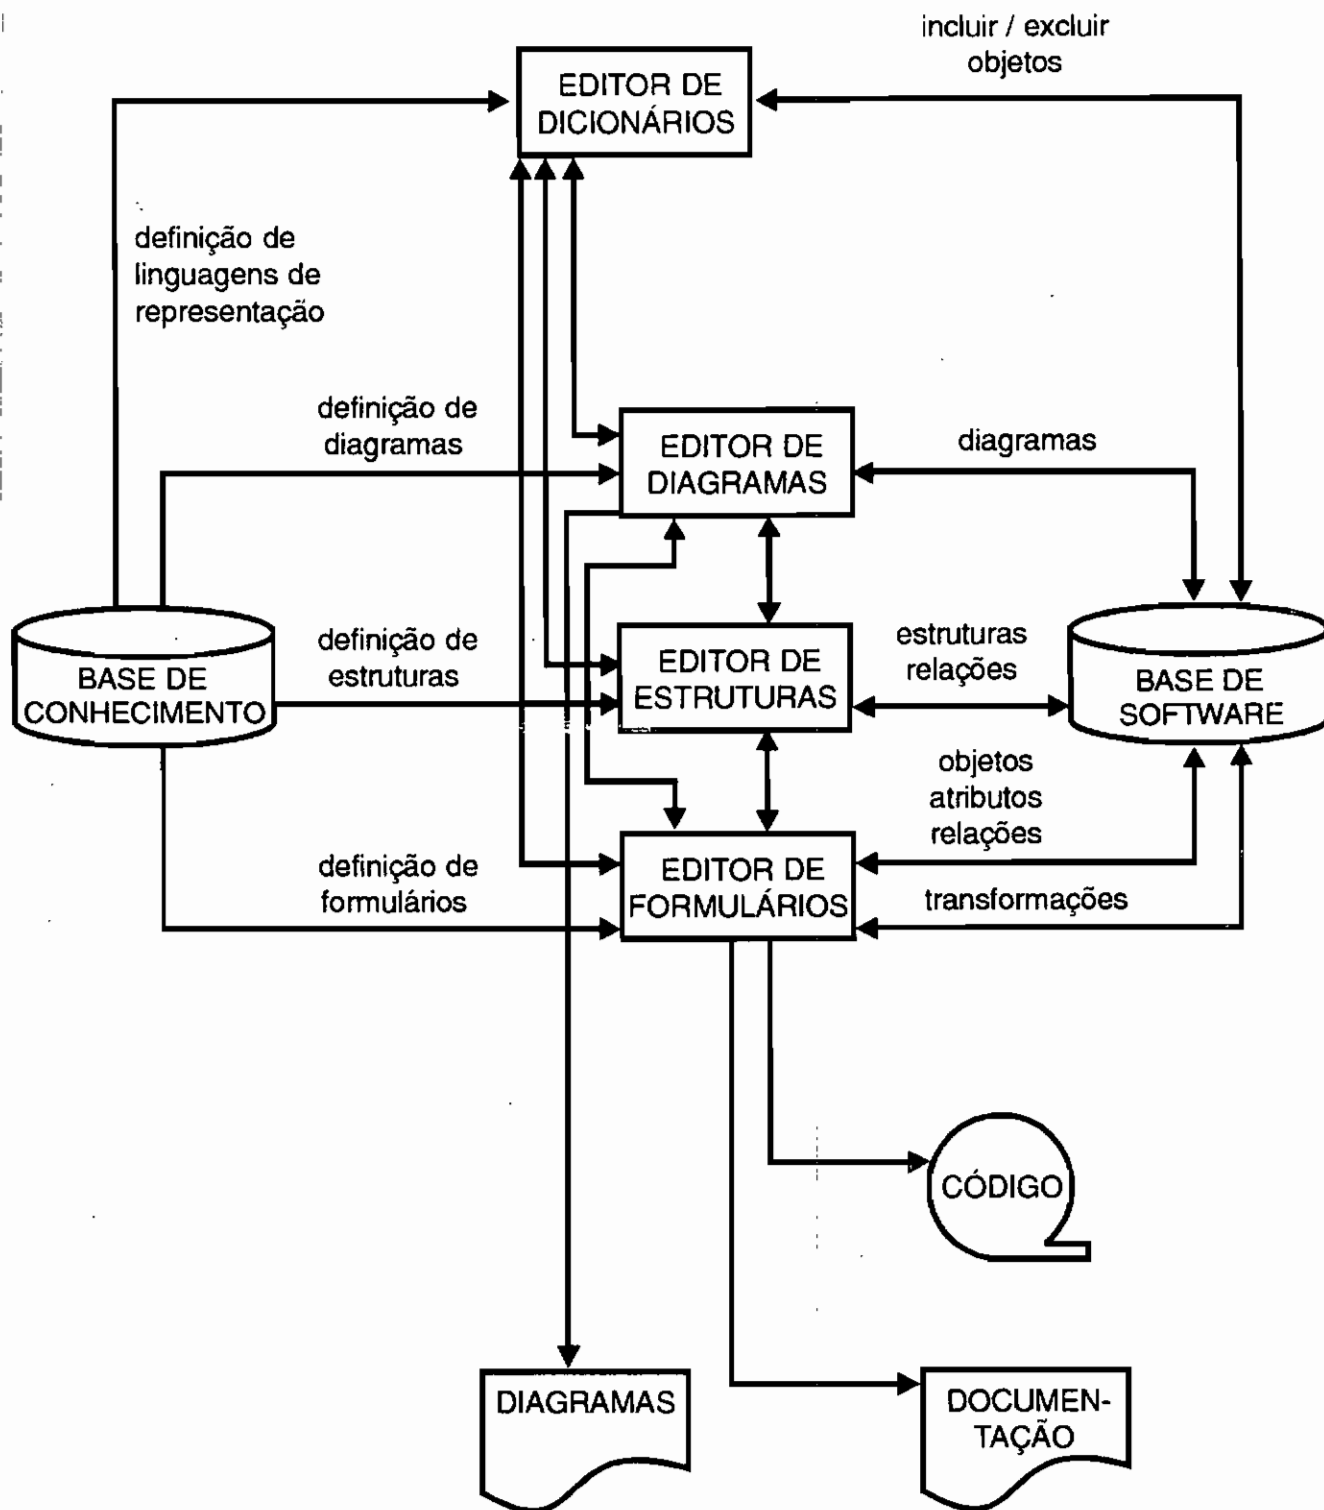 incluir / excluir
objetos
EDITOR DE
DICIONÁRIOS
definição de
linguagens de
representação
definição de
diagramas
EDITOR DE
DIAGRAMAS
diagramas
BASE DE
CONHECIMENTO
definição de
estruturas
EDITOR DE
ESTRUTURAS
estruturas
relações
BASE DE
SOFTWARE
objetos
atributos
relações
definição de
formulários
EDITOR DE
FORMULÁRIOS
transformações
CÓDIGO
DIAGRAMAS
DOCUMEN-
TAÇÃO